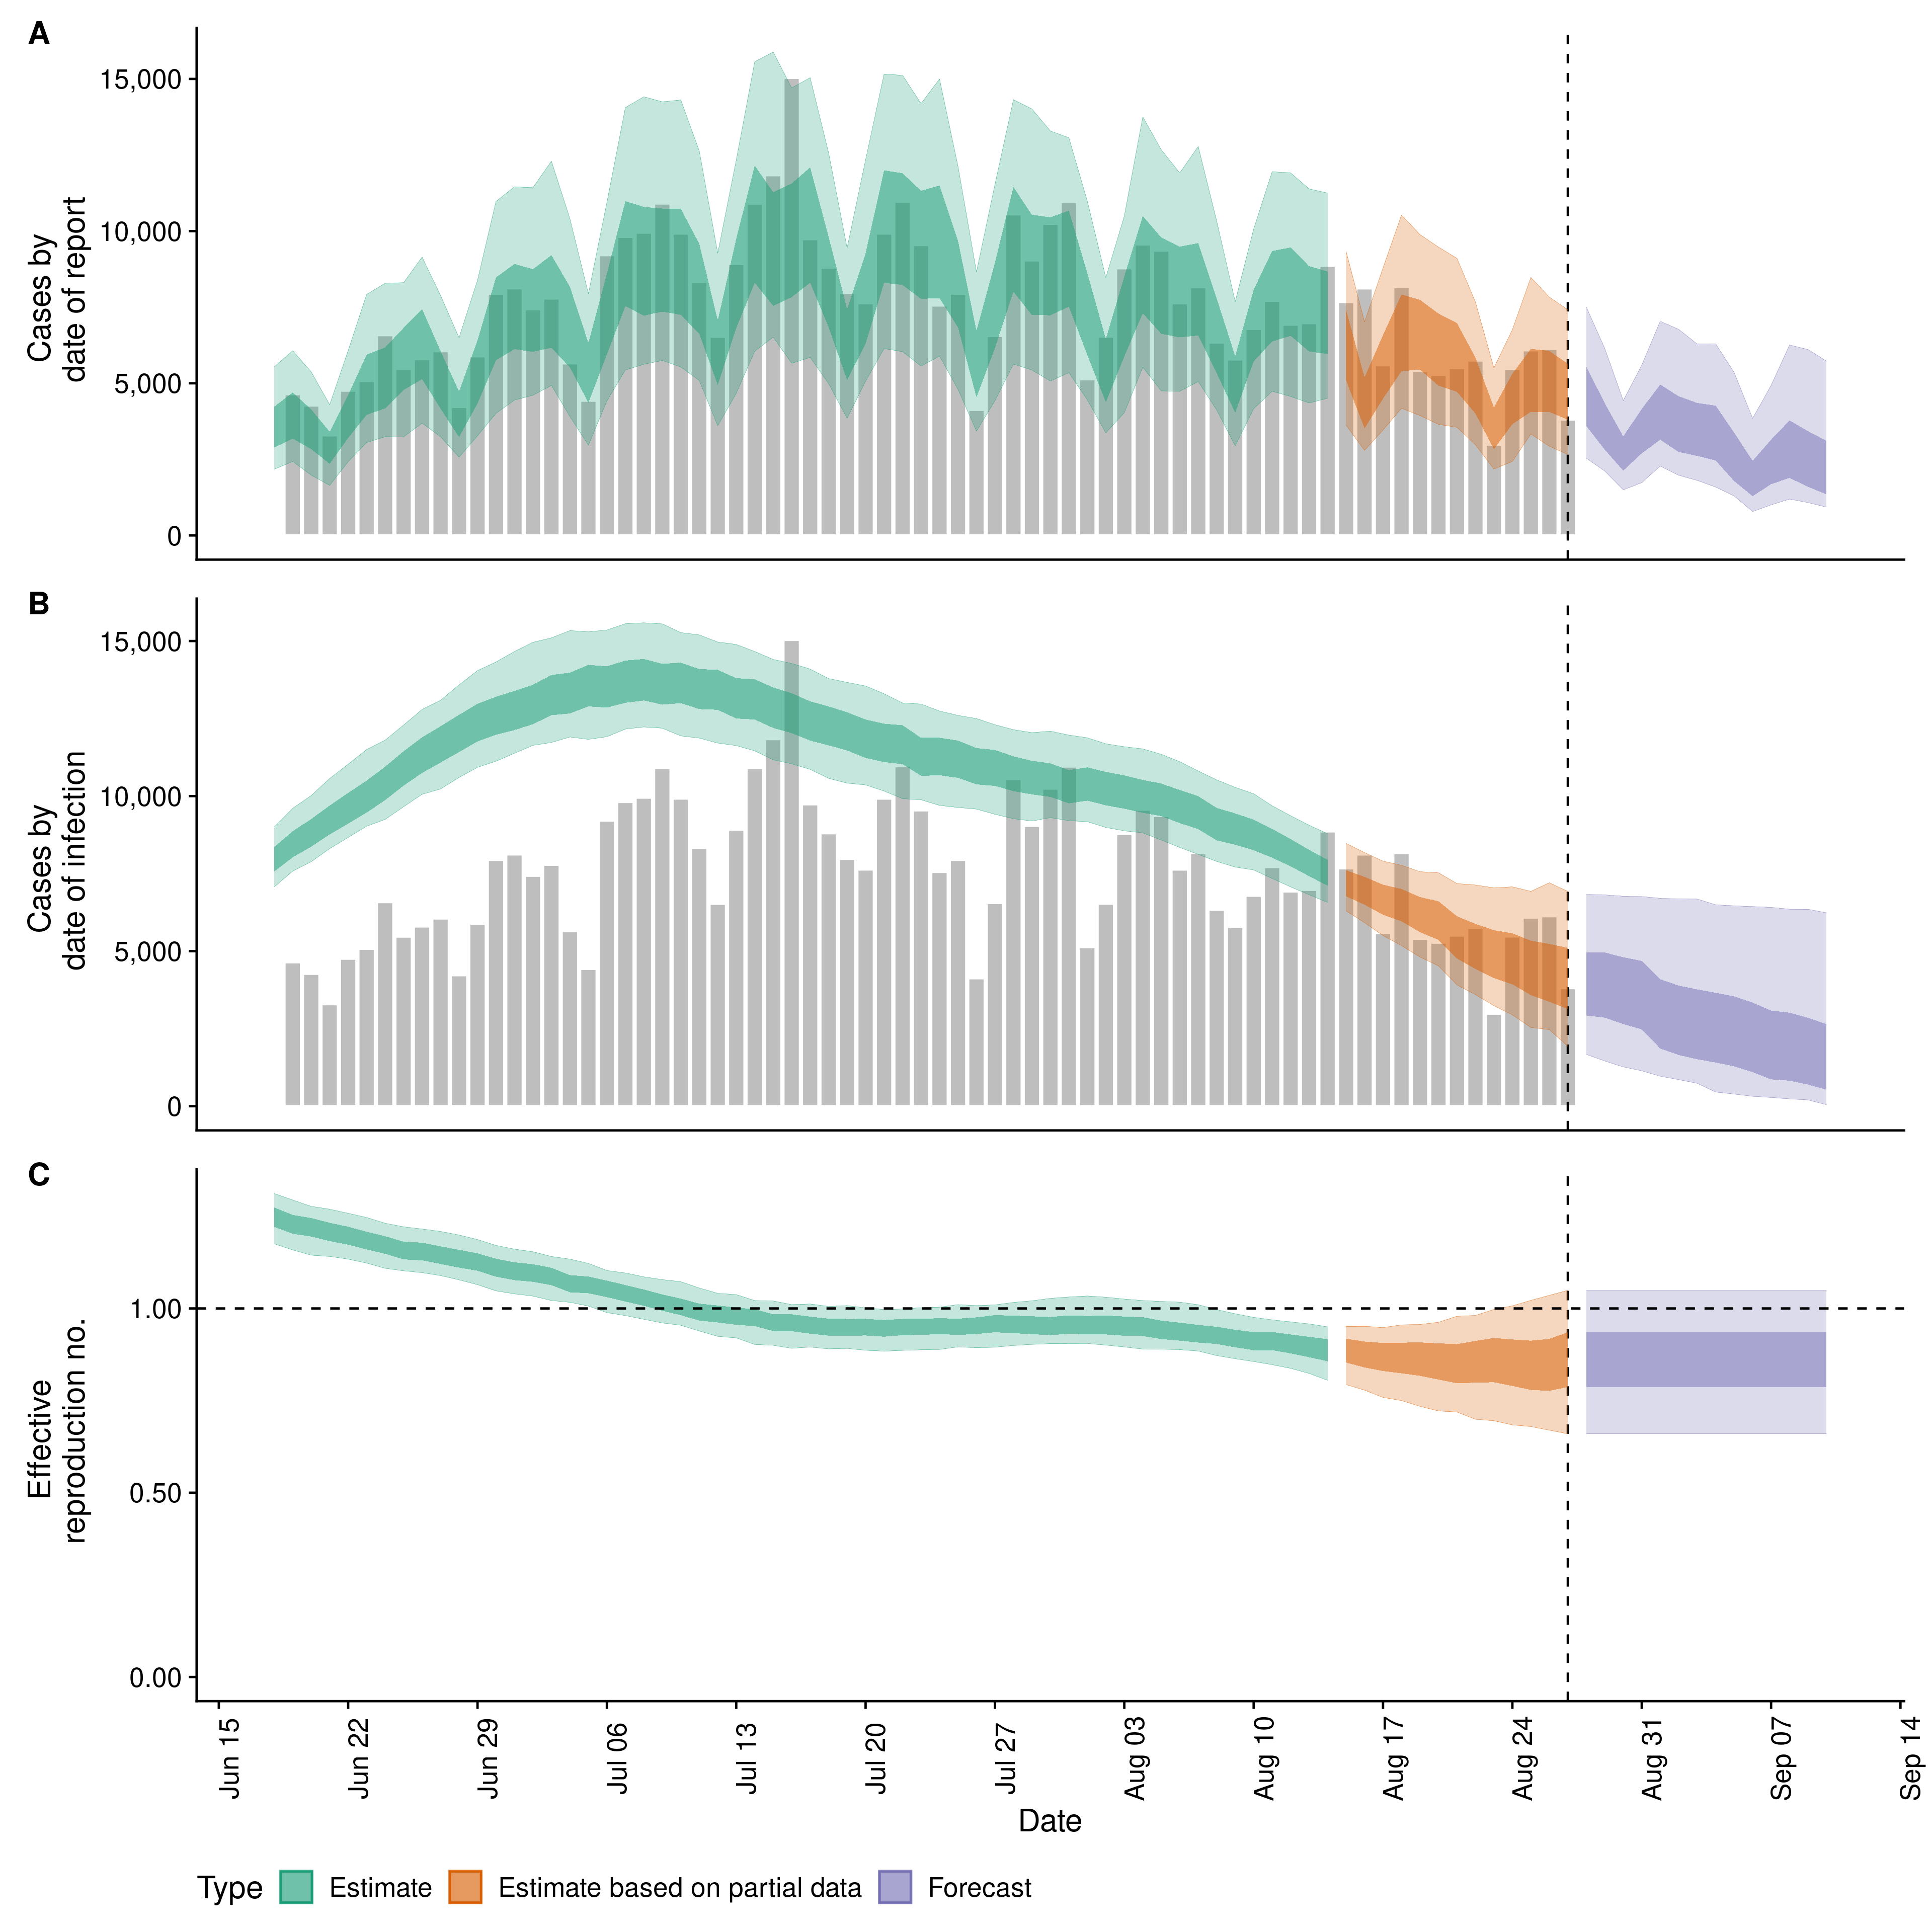 A
Cases by
date of report
15,000
10,000
5,000
0
B
Cases by
date of infection
15,000
10,000
5,000
0
C
Effective
reproduction no.
1.00
0.50
0.00
Jun 15
Jun 22
Jun 29
Jul 06
Jul 13
Jul 20
Jul 27
Aug 03
Aug 10
Aug 17
Aug 24
Aug 31
Sep 07
Sep 14
Date
Type Estimate Estimate based on partial data Forecast